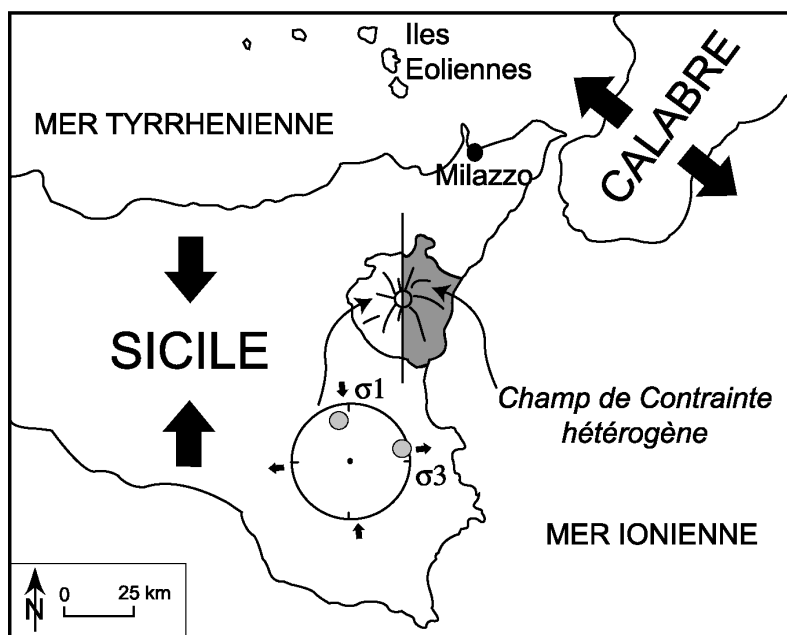 Iles
Eoliennes
MER TYRRHENIENNE
CALABRE
Milazzo
SICILE
σ1
Champ de Contrainte
hétérogène
σ3
MER IONIENNE
N
0 25 km